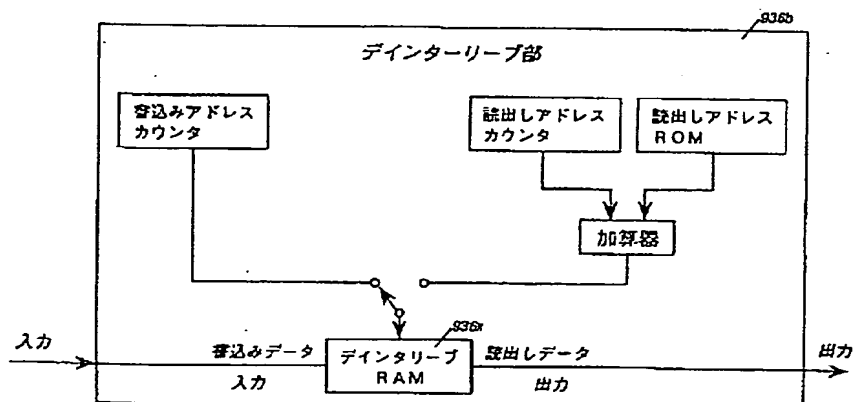 936b
デインターリーブ部
書込みアドレス
カウンタ
読出しアドレス
カウンタ
読出しアドレス
ROM
加算器
936x
入力
書込みデータ
入力
デインタリーブ
RAM
読出しデータ
出力
出力